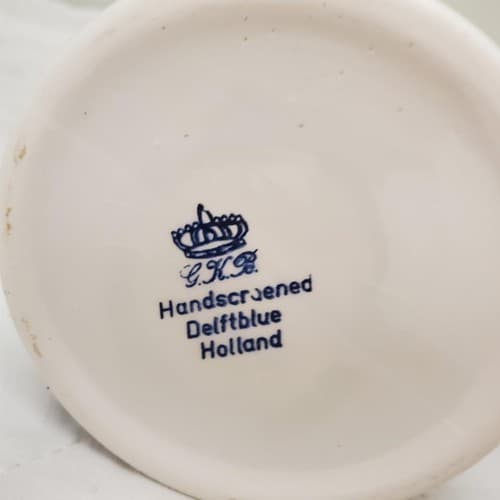 G.K.B.
Handscreened
Delftblue
Holland